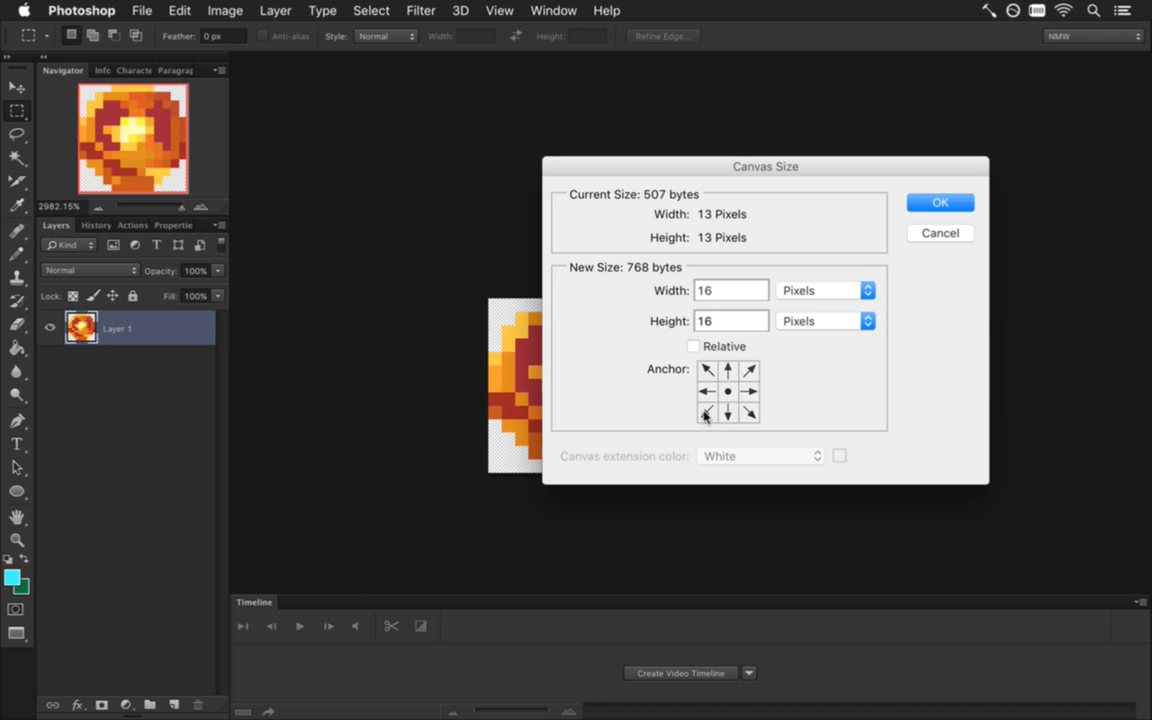 Photoshop File Edit Image Layer Type Select Filter 3D View Window Help
Feather: 0 px Anti-alias Style: Normal Width: Height: Refine Edge... NMW
Navigator Info Characte Paragrap
2982.15%
Layers History Actions Propertie
Kind
Normal Opacity: 100%
Lock: Fill: 100%
Layer 1
Canvas Size
Current Size: 507 bytes
Width: 13 Pixels
Height: 13 Pixels
OK
Cancel
New Size: 768 bytes
Width: 16 Pixels
Height: 16 Pixels
Relative
Anchor:
Canvas extension color: White
Timeline
Create Video Timeline